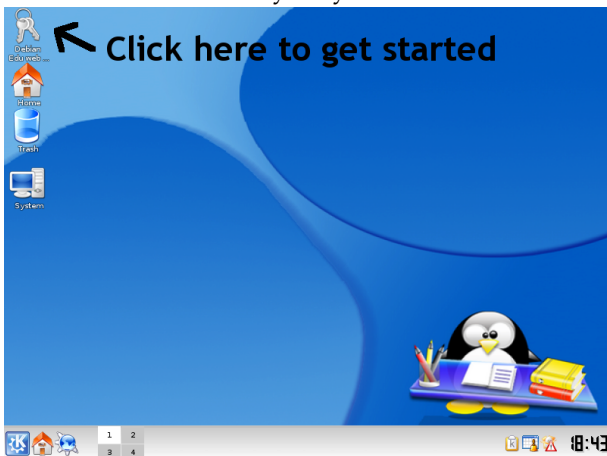 Debian
Edu web ...
Click here to get started
Home
Trash
System
1 2
3 4
18:43